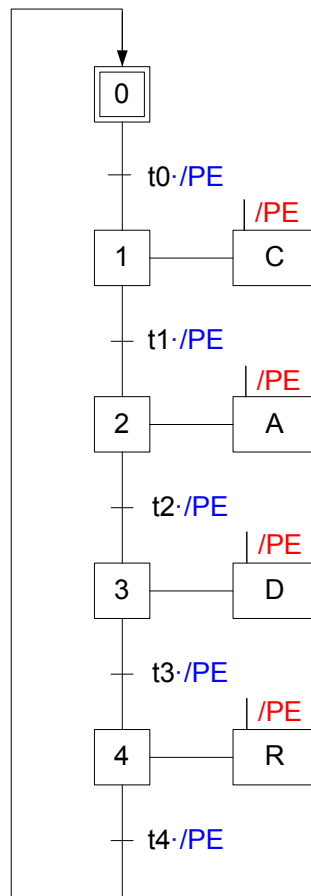 0
t0·/PE
/PE
1 C
t1·/PE
/PE
2 A
t2·/PE
/PE
3 D
t3·/PE
/PE
4 R
t4·/PE